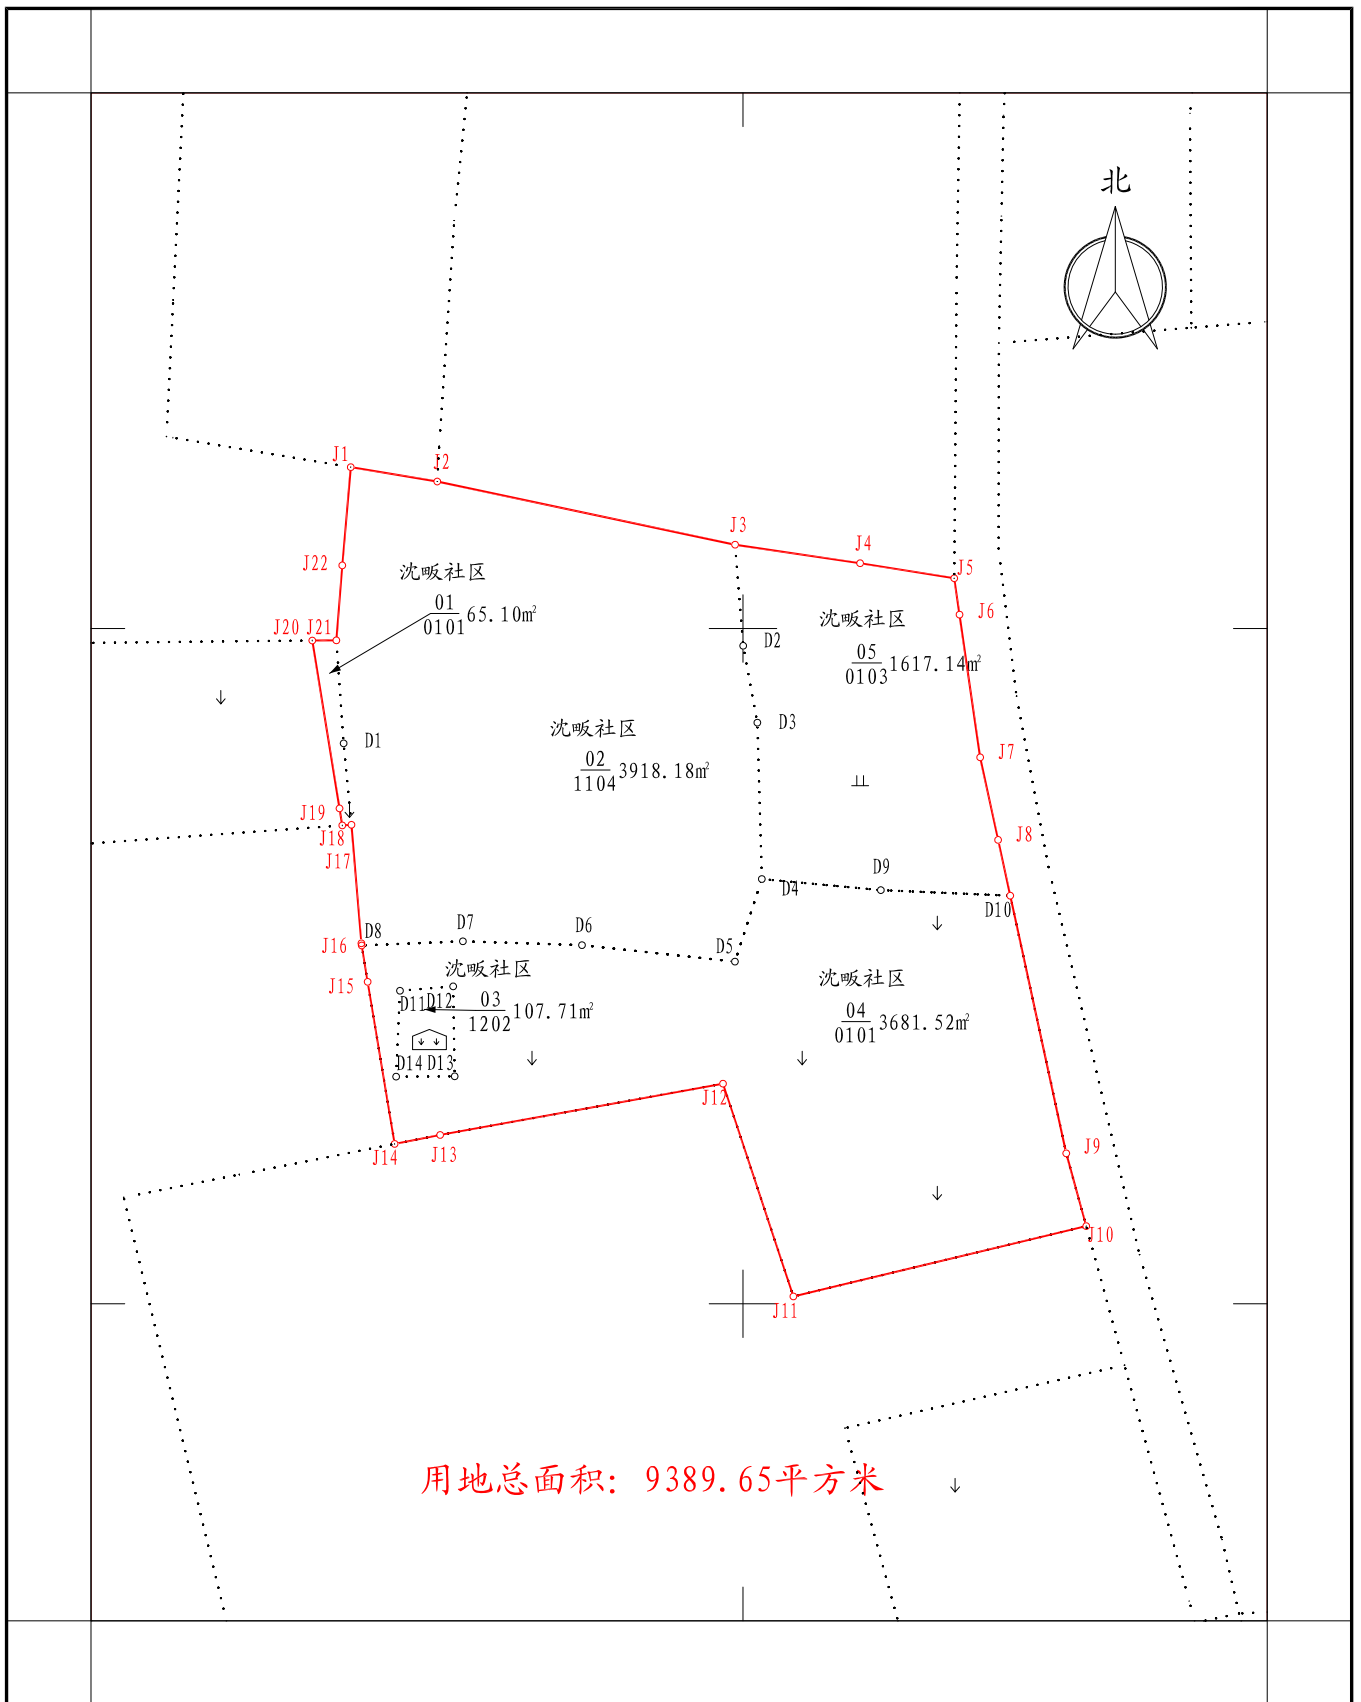 北
J1
J2
J3
J4
J5
J22
沈畈社区
01
0101
65.10m²
J6
沈畈社区
05
0103
1617.14m²
J20
J21
D2
D3
沈畈社区
02
1104
3918.18m²
D1
J7
J19
J18
J17
J8
D4
D9
D10
J16
D8
D7
D6
D5
沈畈社区
03
1202
107.71m²
沈畈社区
04
0101
3681.52m²
J15
D11
D12
D14
D13
J12
J14
J13
J9
J10
J11
用地总面积: 9389.65平方米